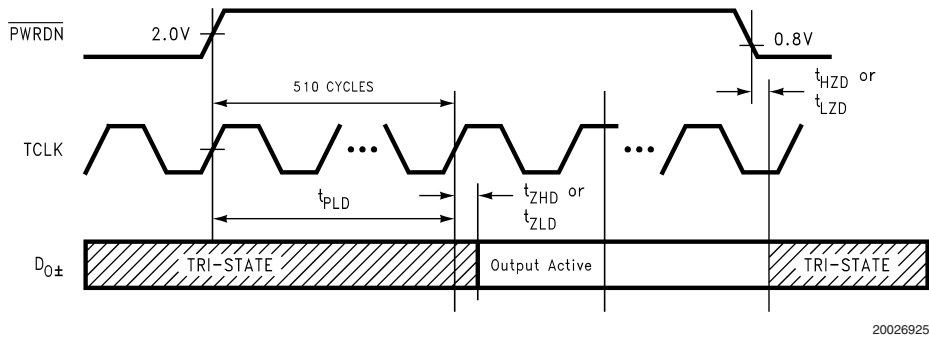 PWRDN
2.0V
0.8V
510 CYCLES
tHZD or
tLZD
TCLK
•••
•••
tPLD
tZHD or
tZLD
DO±
TRI-STATE
Output Active
TRI-STATE
20026925